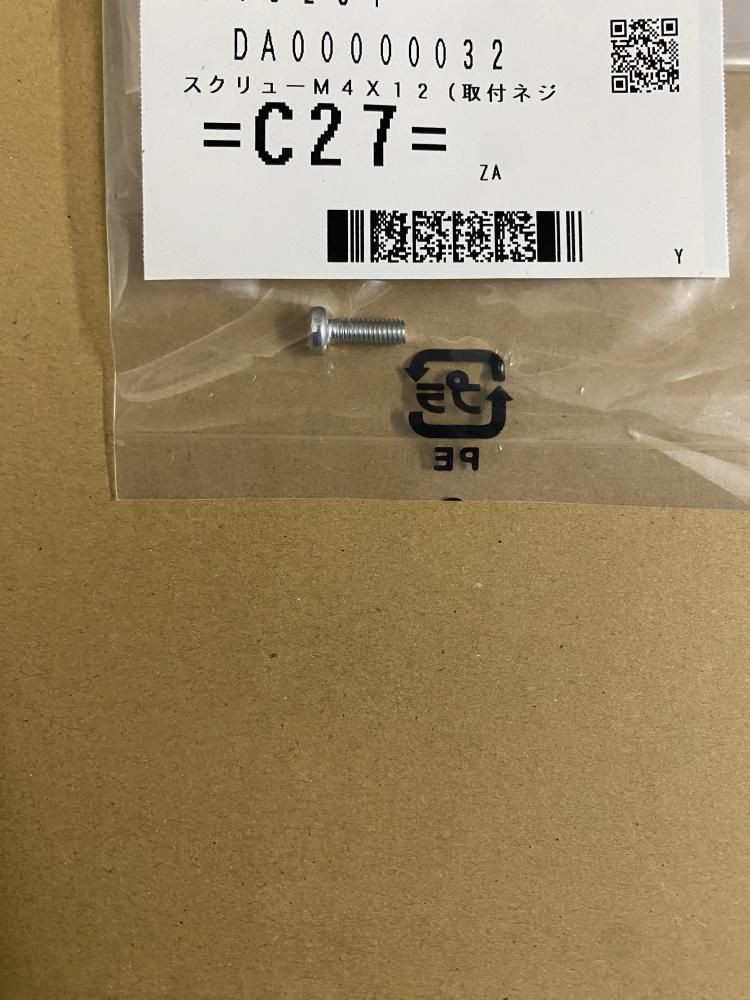 DA00000032
スクリューM4X12(取付ネジ
=C27=
ZA
Y
プラ
PE